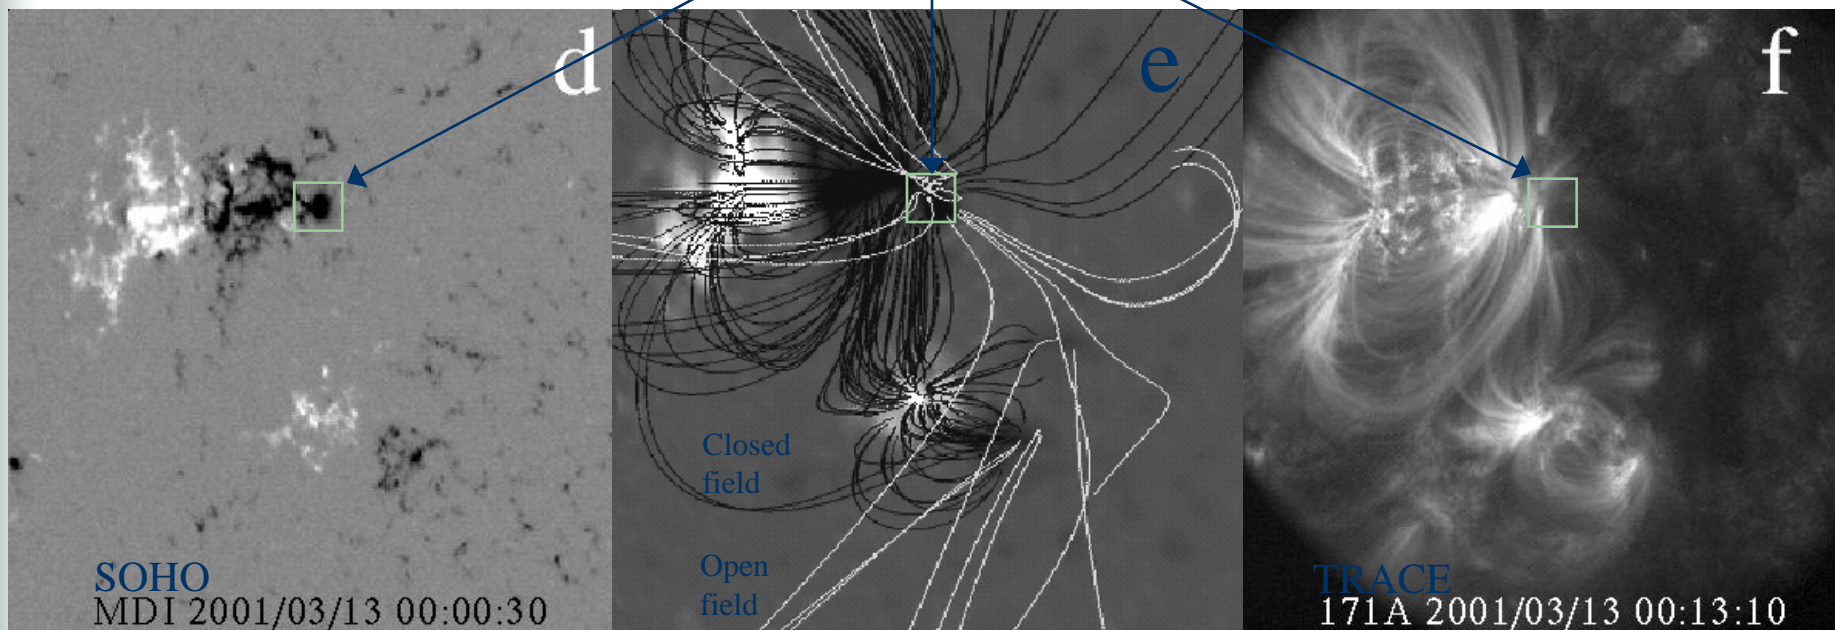 d
e
f
Closed
field
Open
field
SOHO
MDI 2001/03/13 00:00:30
TRACE
171A 2001/03/13 00:13:10